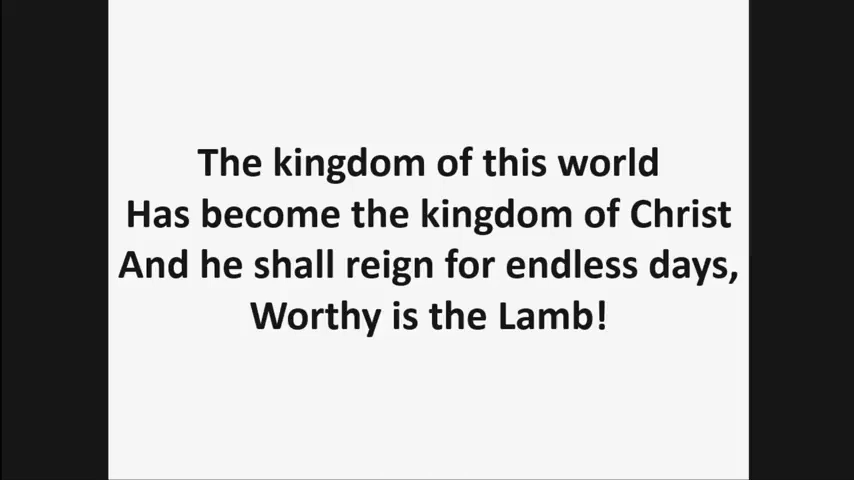 The kingdom of this world
Has become the kingdom of Christ
And he shall reign for endless days,
Worthy is the Lamb!